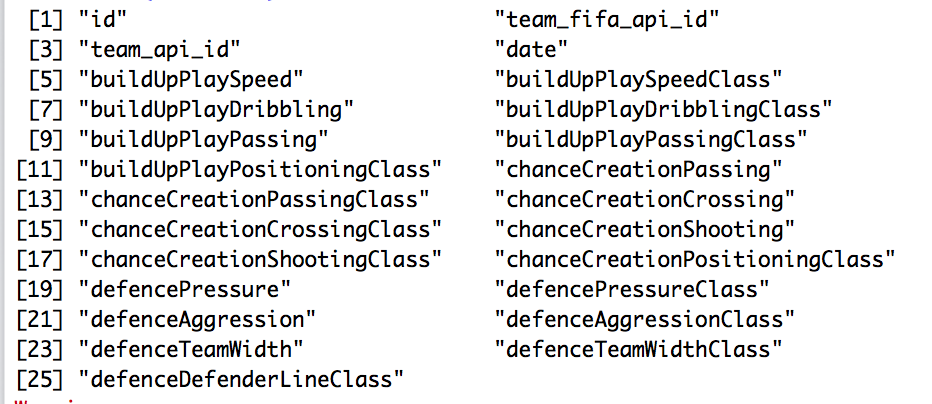 [1] "id" "team_fifa_api_id"
[3] "team_api_id" "date"
[5] "buildUpPlaySpeed" "buildUpPlaySpeedClass"
[7] "buildUpPlayDribbling" "buildUpPlayDribblingClass"
[9] "buildUpPlayPassing" "buildUpPlayPassingClass"
[11] "buildUpPlayPositioningClass" "chanceCreationPassing"
[13] "chanceCreationPassingClass" "chanceCreationCrossing"
[15] "chanceCreationCrossingClass" "chanceCreationShooting"
[17] "chanceCreationShootingClass" "chanceCreationPositioningClass"
[19] "defencePressure" "defencePressureClass"
[21] "defenceAggression" "defenceAggressionClass"
[23] "defenceTeamWidth" "defenceTeamWidthClass"
[25] "defenceDefenderLineClass"